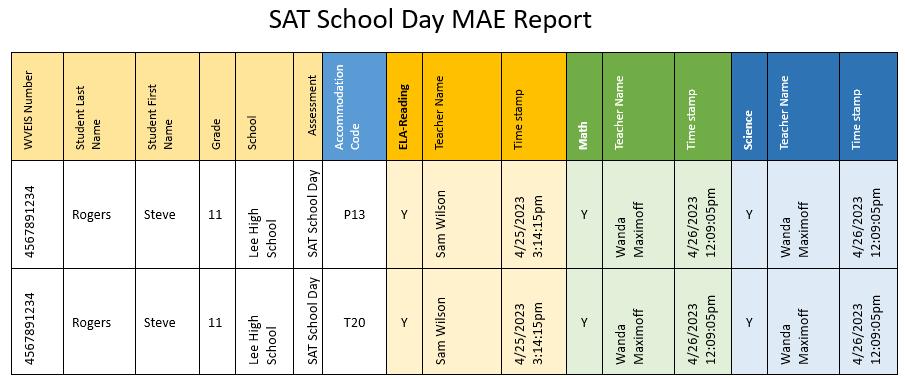 SAT School Day MAE Report
WVEIS Number
Student Last
Name
Student First
Name
Grade
School
Assessment
Accommodation
Code
ELA-Reading
Teacher Name
Time stamp
Math
Teacher Name
Time stamp
Science
Teacher Name
Time stamp
4567891234
Rogers
Steve
11
Lee High
School
SAT School Day
P13
Y
Sam Wilson
4/25/2023
3:14:15pm
Y
Wanda
Maximoff
4/26/2023
12:09:05pm
Y
Wanda
Maximoff
4/26/2023
12:09:05pm
4567891234
Rogers
Steve
11
Lee High
School
SAT School Day
T20
Y
Sam Wilson
4/25/2023
3:14:15pm
Y
Wanda
Maximoff
4/26/2023
12:09:05pm
Y
Wanda
Maximoff
4/26/2023
12:09:05pm